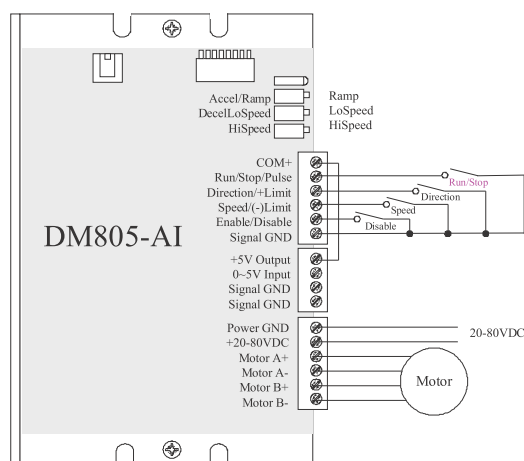 Accel/Ramp Ramp
DecelLoSpeed LoSpeed
HiSpeed HiSpeed
COM+
Run/Stop/Pulse Run/Stop
Direction/+Limit Direction
Speed/(-)Limit Speed
Enable/Disable Disable
Signal GND
DM805-AI
+5V Output
0~5V Input
Signal GND
Signal GND
Power GND
20-80VDC
+20-80VDC
Motor A+
Motor A-
Motor
Motor B+
Motor B-